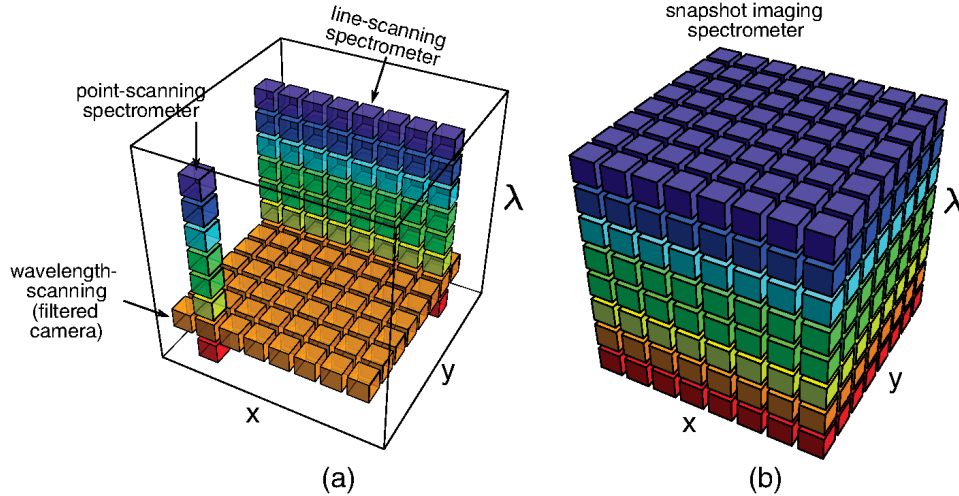 line-scanning
spectrometer
point-scanning
spectrometer
λ
wavelength-
scanning
(filtered
camera)
x
y
(a)
snapshot imaging
spectrometer
λ
x
y
(b)